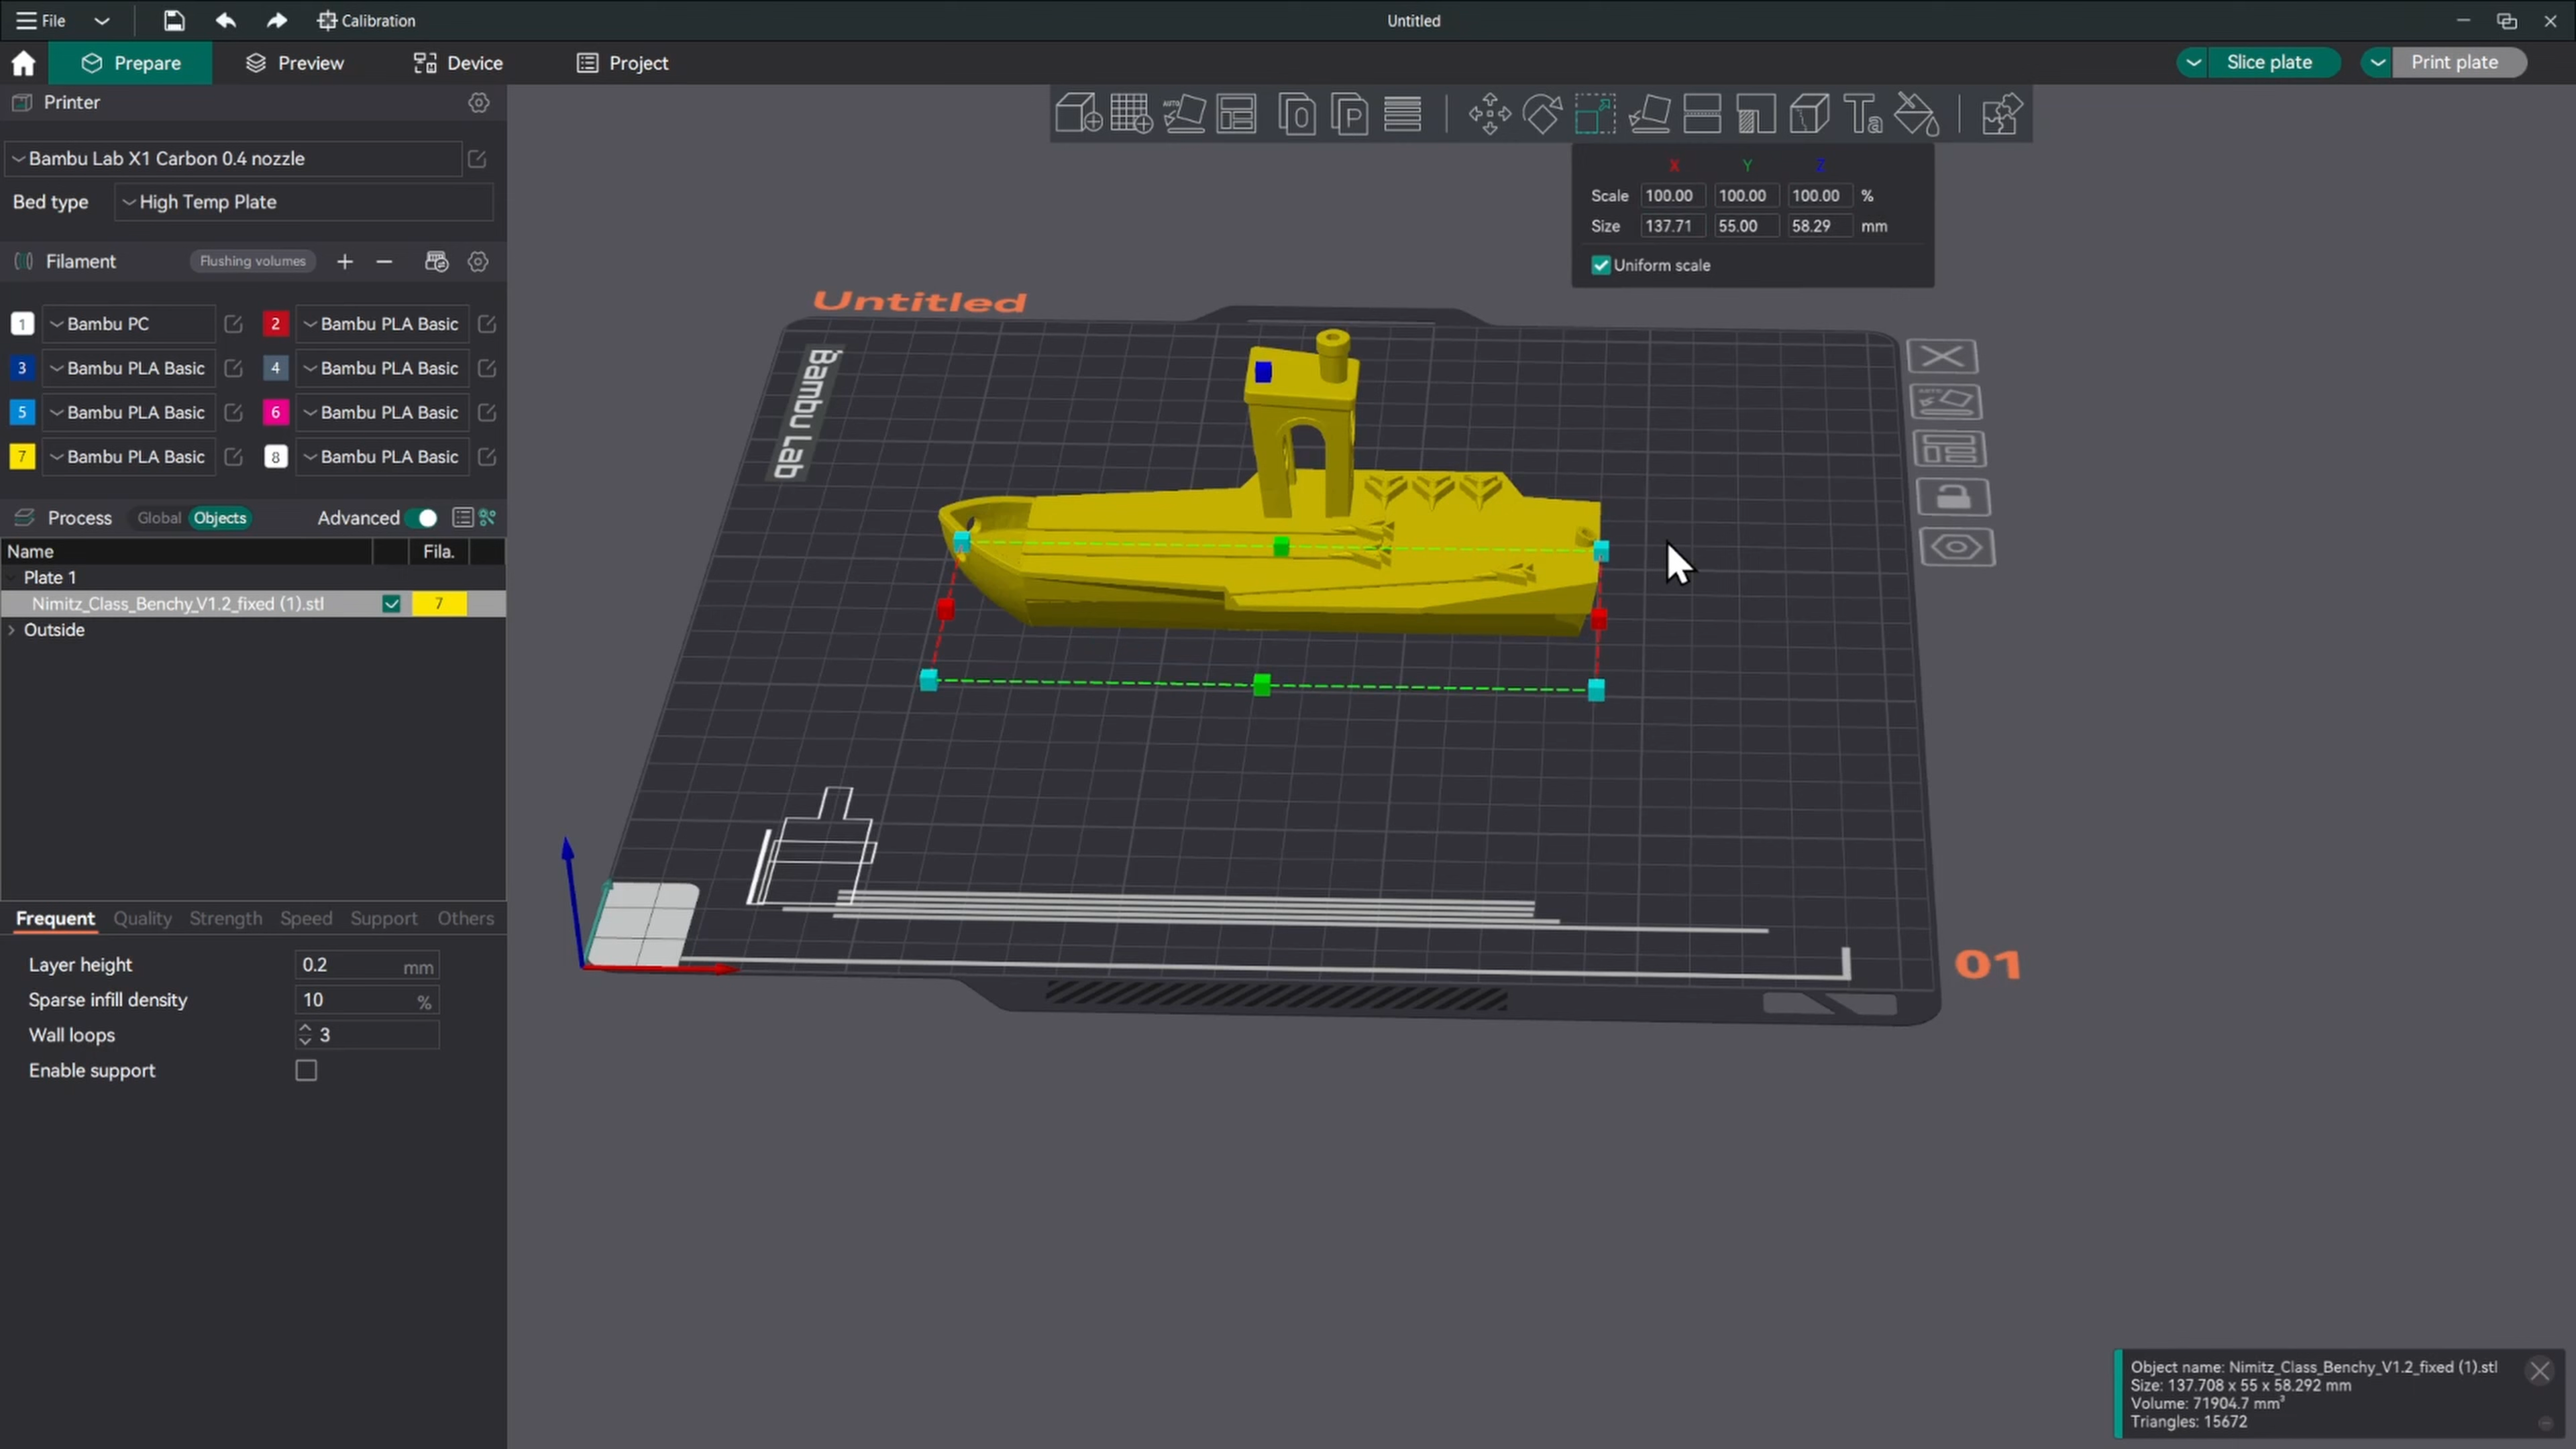 File
Calibration
Untitled
Prepare
Preview
Device
Project
Slice plate
Print plate
Printer
Bambu Lab X1 Carbon 0.4 nozzle
Bed type
High Temp Plate
Filament
Flushing volumes
1 Bambu PC
2 Bambu PLA Basic
3 Bambu PLA Basic
4 Bambu PLA Basic
5 Bambu PLA Basic
6 Bambu PLA Basic
7 Bambu PLA Basic
8 Bambu PLA Basic
Process Global Objects Advanced
Name Fila.
Plate 1
Nimitz_Class_Benchy_V1.2_fixed (1).stl 7
Outside
Frequent Quality Strength Speed Support Others
Layer height 0.2 mm
Sparse infill density 10 %
Wall loops 3
Enable support
AUTO
O
P
Ta
X Y Z
Scale 100.00 100.00 100.00 %
Size 137.71 55.00 58.29 mm
Uniform scale
Untitled
Bambu Lab
AUTO
01
Object name: Nimitz_Class_Benchy_V1.2_fixed (1).stl
Size: 137.708 x 55 x 58.292 mm
Volume: 71904.7 mm³
Triangles: 15672